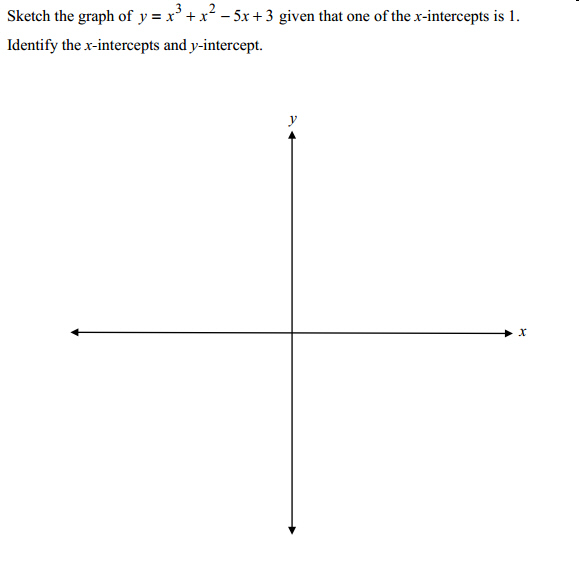 Sketch the graph of y = x³ + x² – 5x + 3 given that one of the x-intercepts is 1.
Identify the x-intercepts and y-intercept.
y
x